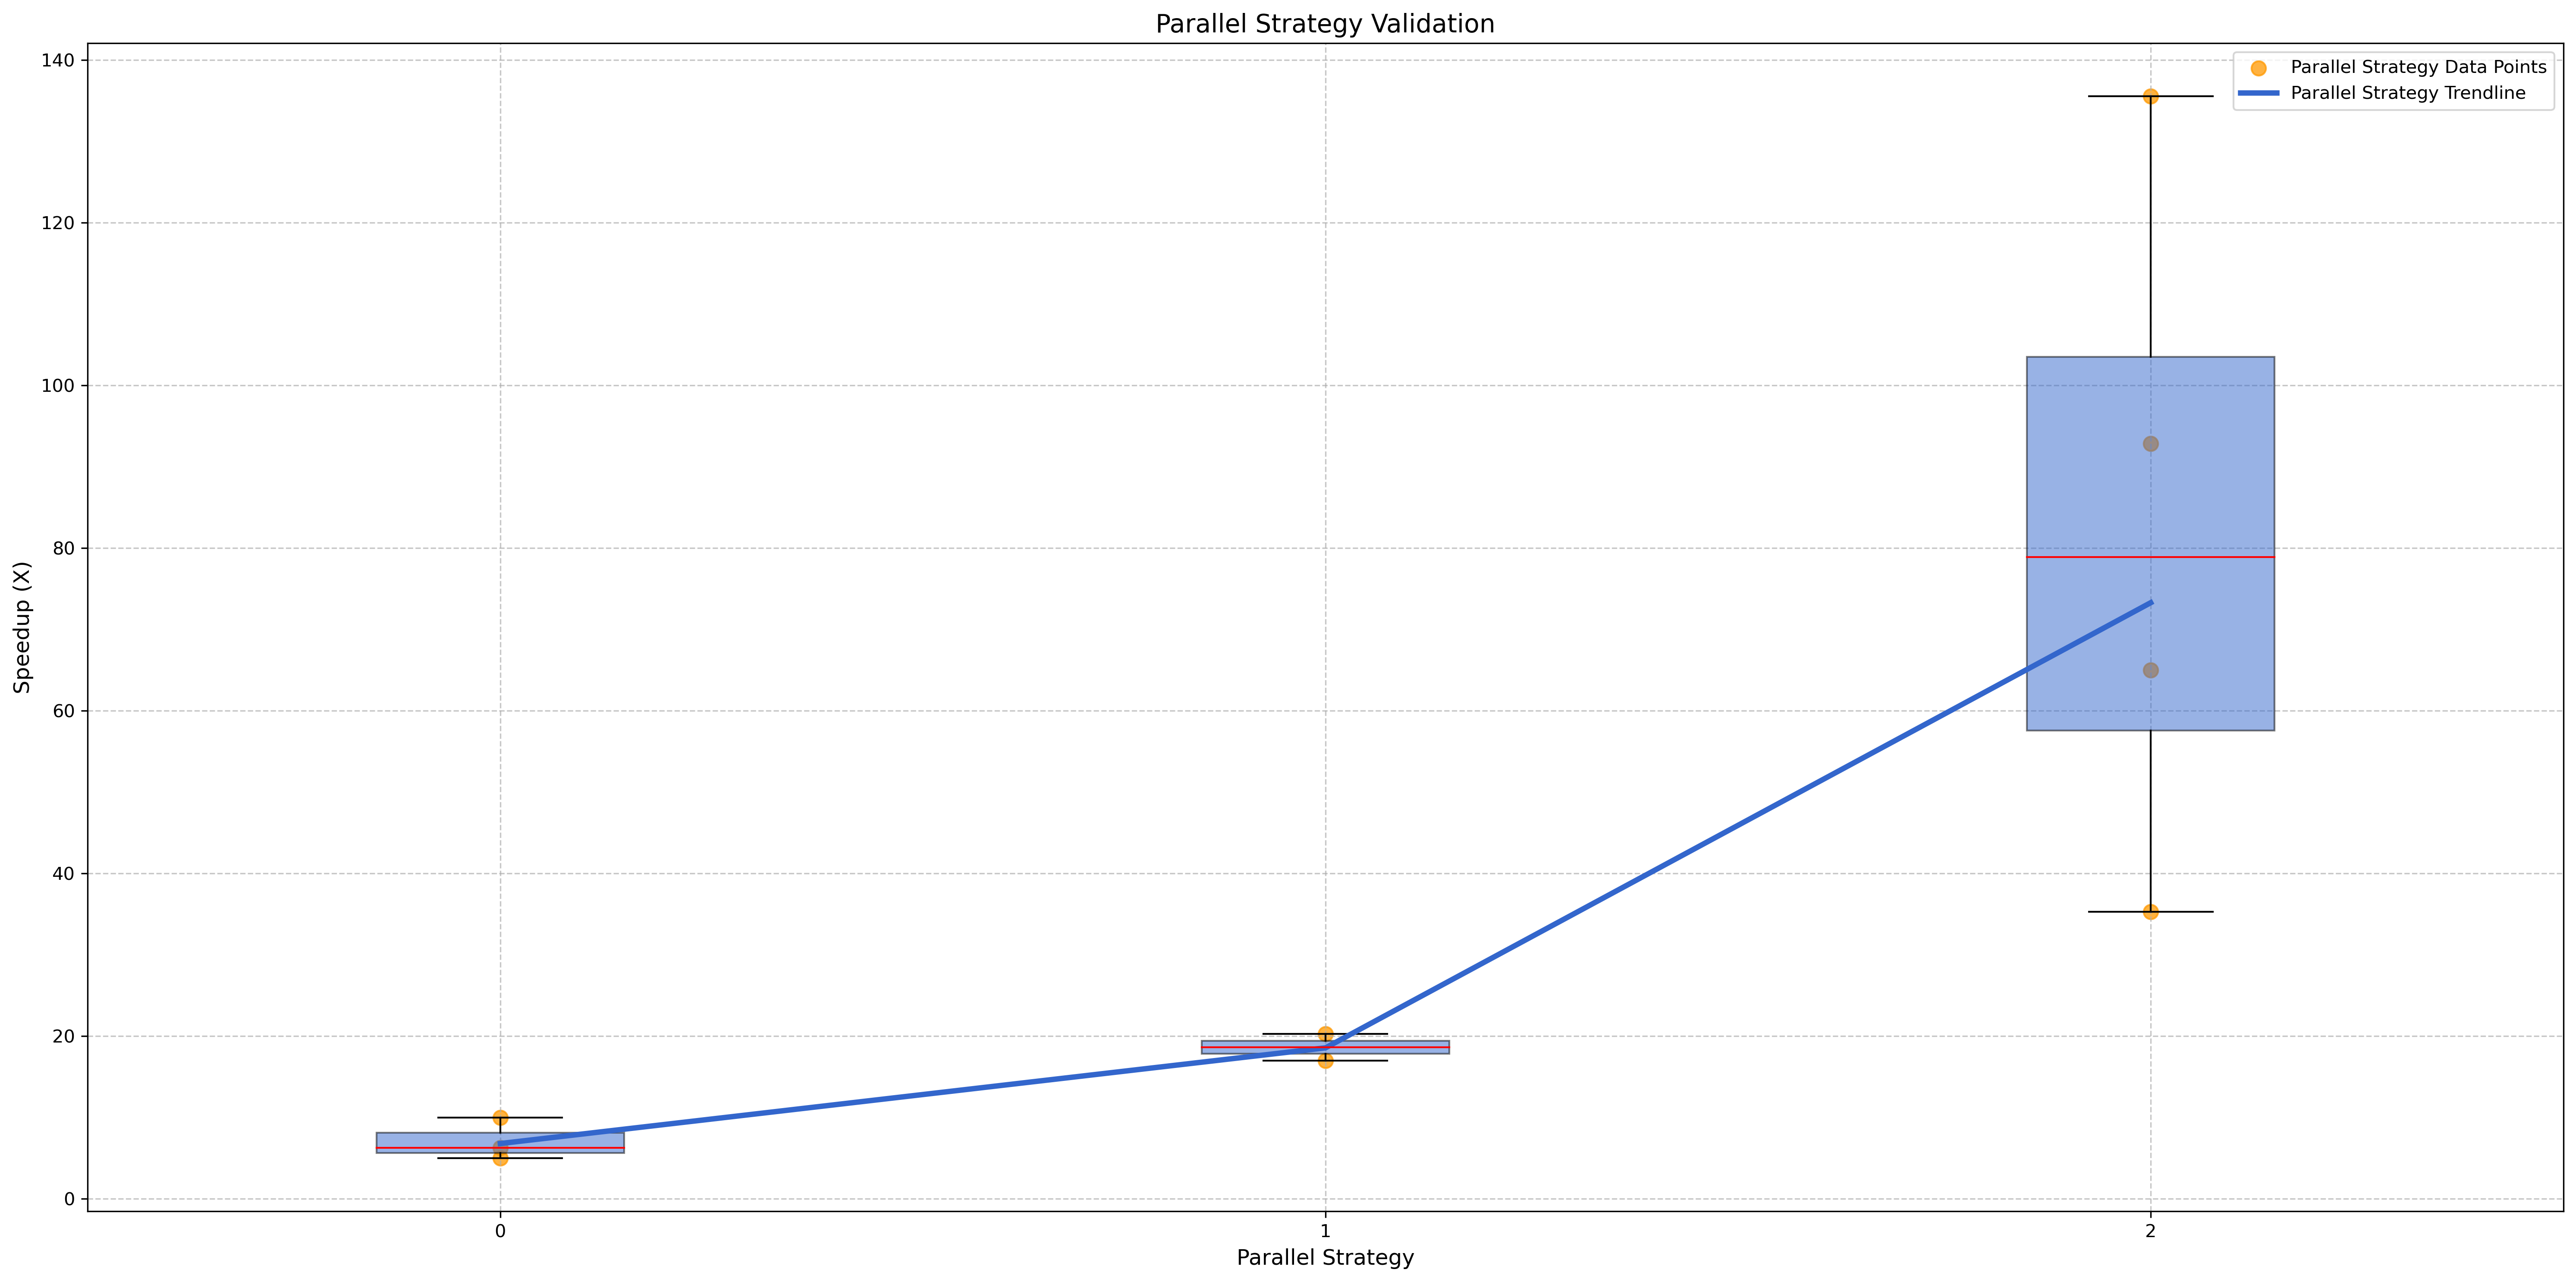 Parallel Strategy Validation
Parallel Strategy Data Points
Parallel Strategy Trendline
Speedup (X)
140
120
100
80
60
40
20
0
0
1
2
Parallel Strategy